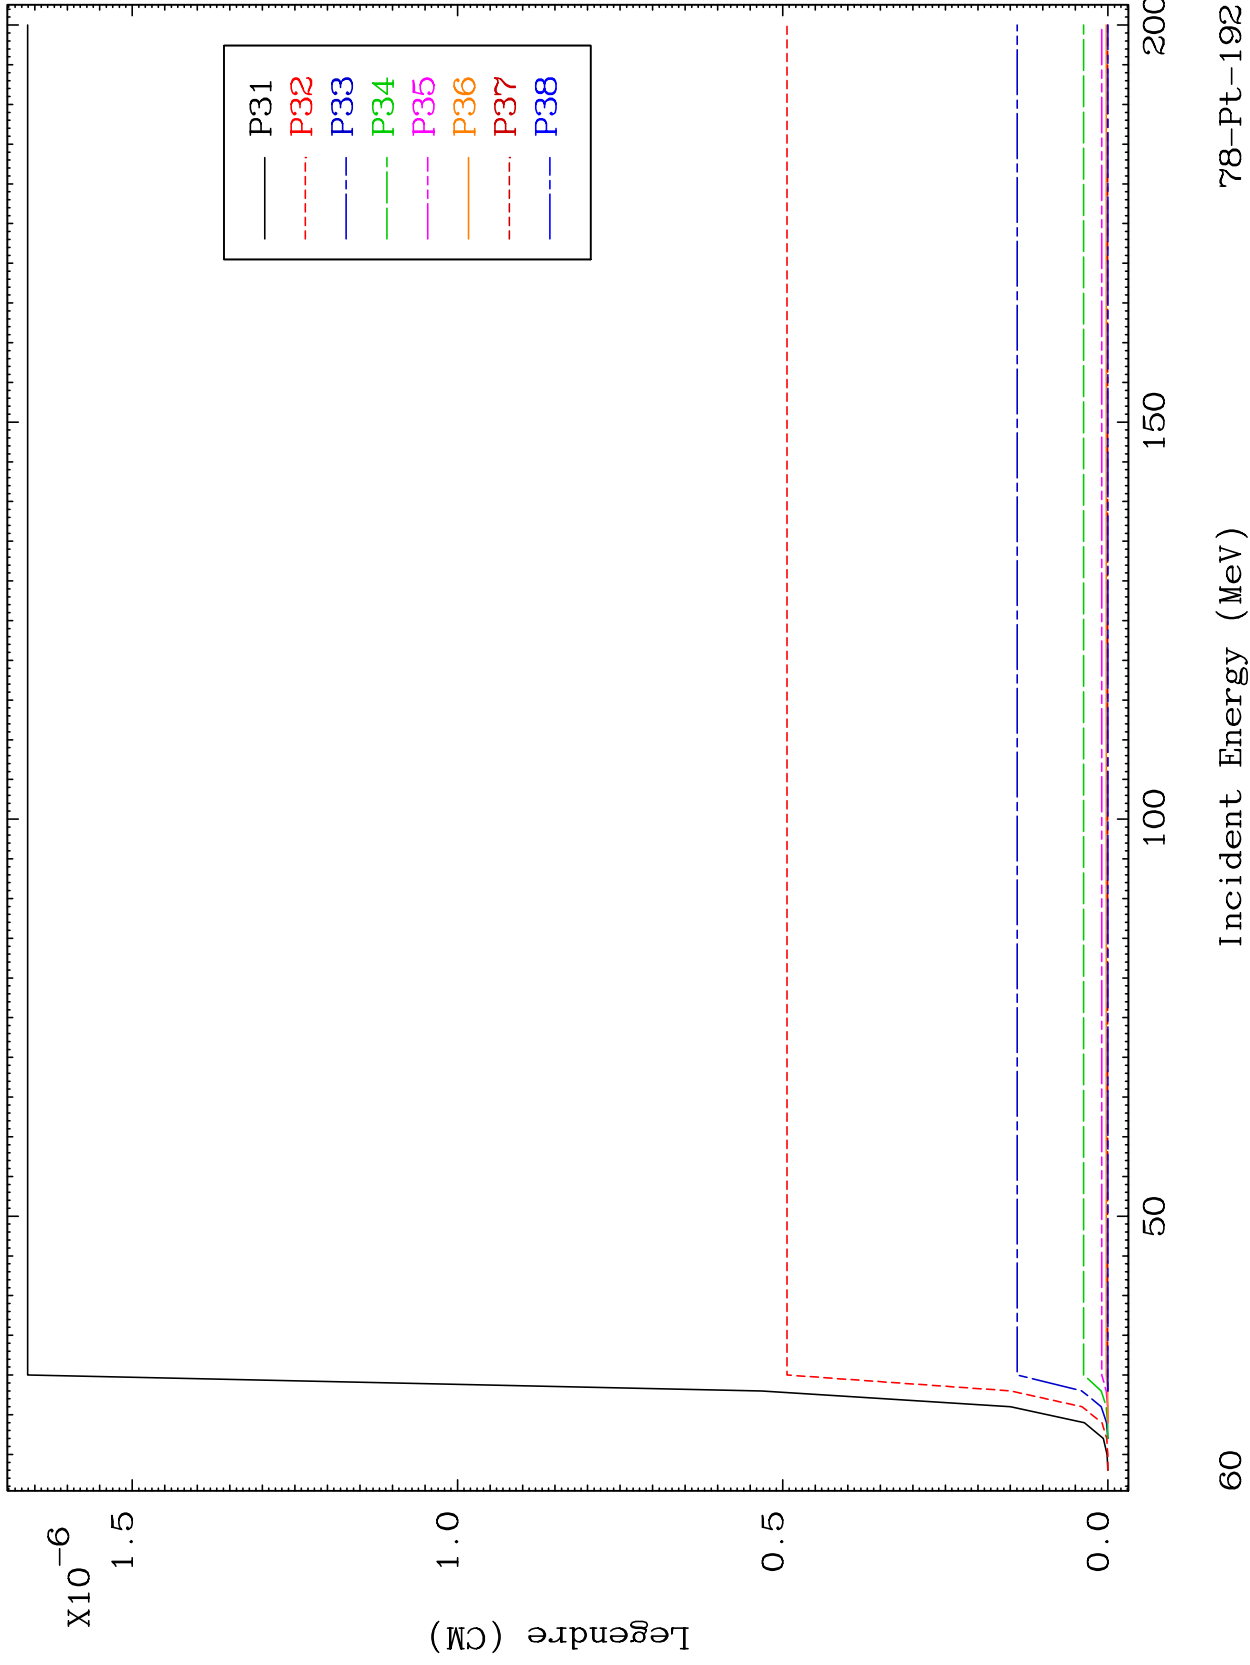 X10-6
1.5
1.0
0.5
0.0
Legendre (CM)
P31
P32
P33
P34
P35
P36
P37
P38
50
100
150
200
Incident Energy (MeV)
60
78-Pt-192